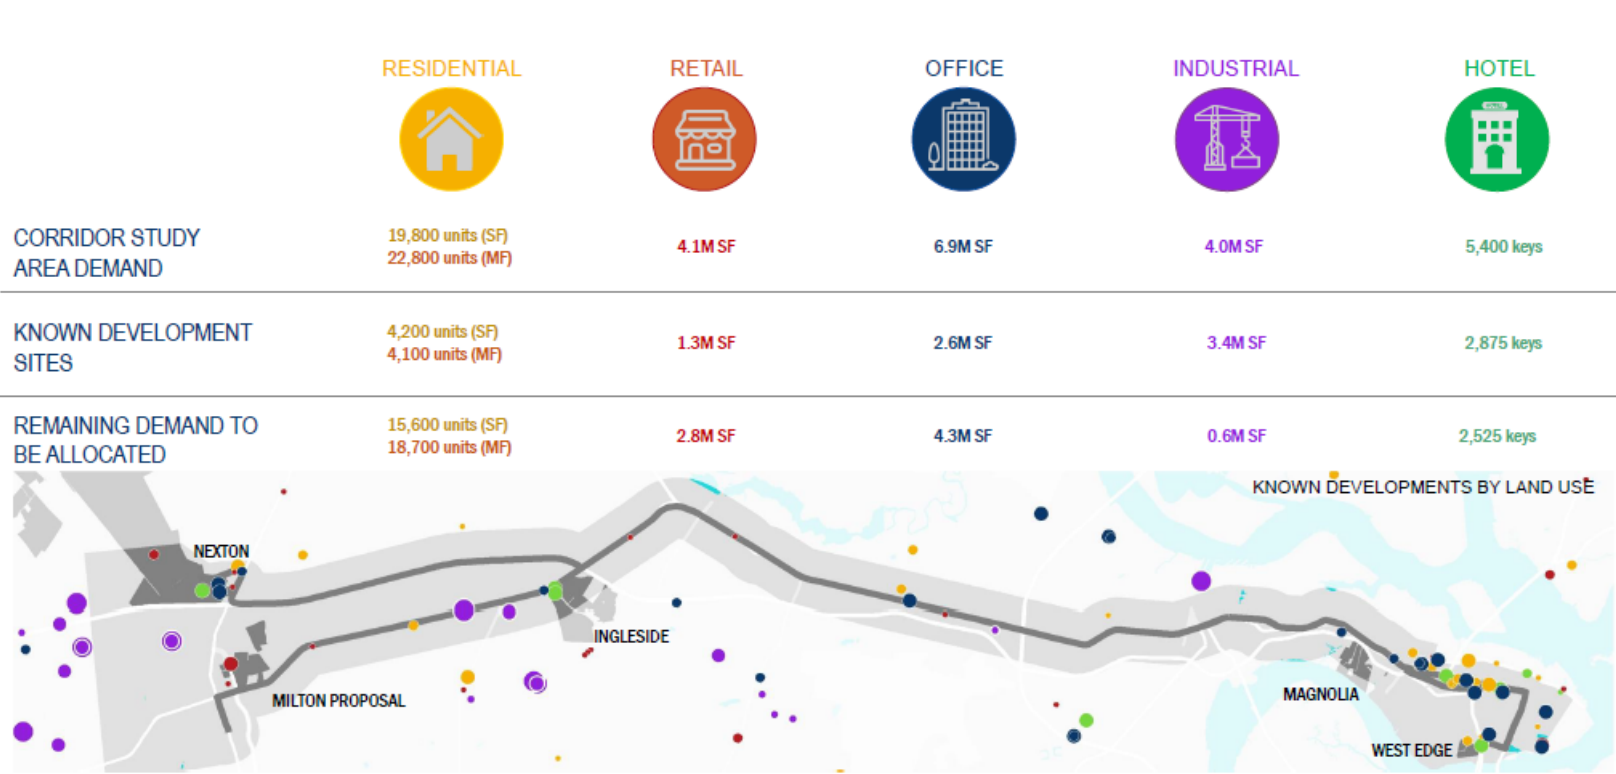 RESIDENTIAL RETAIL OFFICE INDUSTRIAL HOTEL
CORRIDOR STUDY
AREA DEMAND
19,800 units (SF)
22,800 units (MF)
4.1M SF
6.9M SF
4.0M SF
5,400 keys
KNOWN DEVELOPMENT
SITES
4,200 units (SF)
4,100 units (MF)
1.3M SF
2.6M SF
3.4M SF
2,875 keys
REMAINING DEMAND TO
BE ALLOCATED
15,600 units (SF)
18,700 units (MF)
2.8M SF
4.3M SF
0.6M SF
2,525 keys
KNOWN DEVELOPMENTS BY LAND USE
NEXTON
INGLESIDE
MILTON PROPOSAL
MAGNOLIA
WEST EDGE